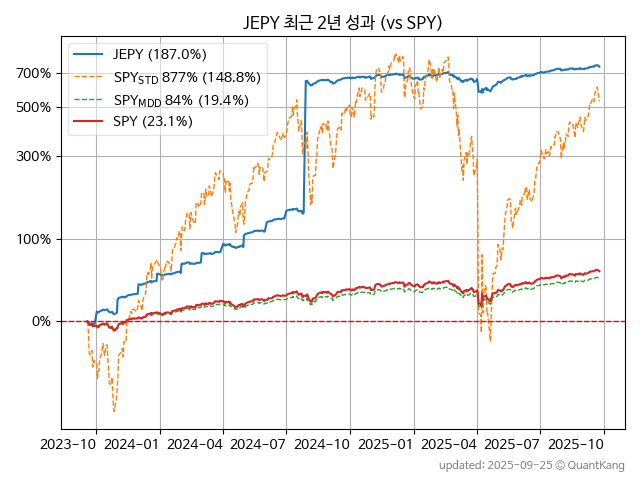 JEPY 최근 2년 성과 (vs SPY)
JEPY (187.0%)
SPY_STD 877% (148.8%)
SPY_MDD 84% (19.4%)
SPY (23.1%)
700%
500%
300%
100%
0%
2023-10 2024-01 2024-04 2024-07 2024-10 2025-01 2025-04 2025-07 2025-10
updated: 2025-09-25 © QuantKang